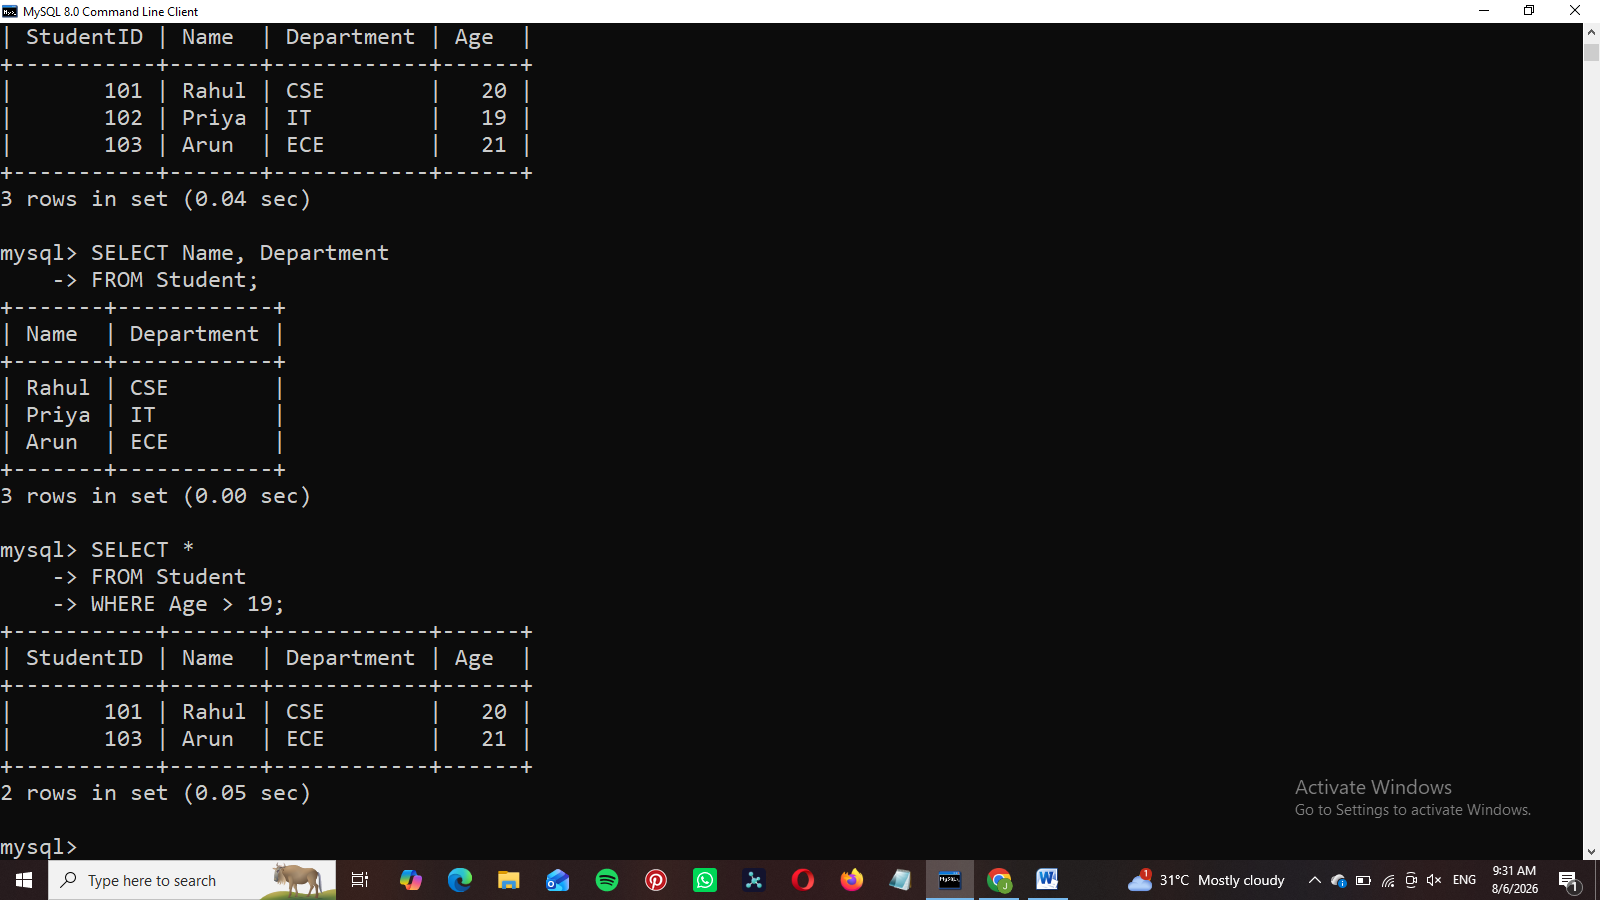 MySQL 8.0 Command Line Client
| StudentID | Name  | Department | Age  |
+-----------+-------+------------+------+
|       101 | Rahul | CSE        |   20 |
|       102 | Priya | IT         |   19 |
|       103 | Arun  | ECE        |   21 |
+-----------+-------+------------+------+
3 rows in set (0.04 sec)
mysql> SELECT Name, Department
    -> FROM Student;
+-------+------------+
| Name  | Department |
+-------+------------+
| Rahul | CSE        |
| Priya | IT         |
| Arun  | ECE        |
+-------+------------+
3 rows in set (0.00 sec)
mysql> SELECT *
    -> FROM Student
    -> WHERE Age > 19;
+-----------+-------+------------+------+
| StudentID | Name  | Department | Age  |
+-----------+-------+------------+------+
|       101 | Rahul | CSE        |   20 |
|       103 | Arun  | ECE        |   21 |
+-----------+-------+------------+------+
2 rows in set (0.05 sec)
mysql>
Activate Windows
Go to Settings to activate Windows.
Type here to search
1
31°C Mostly cloudy
ENG
9:31 AM
8/6/2026
1